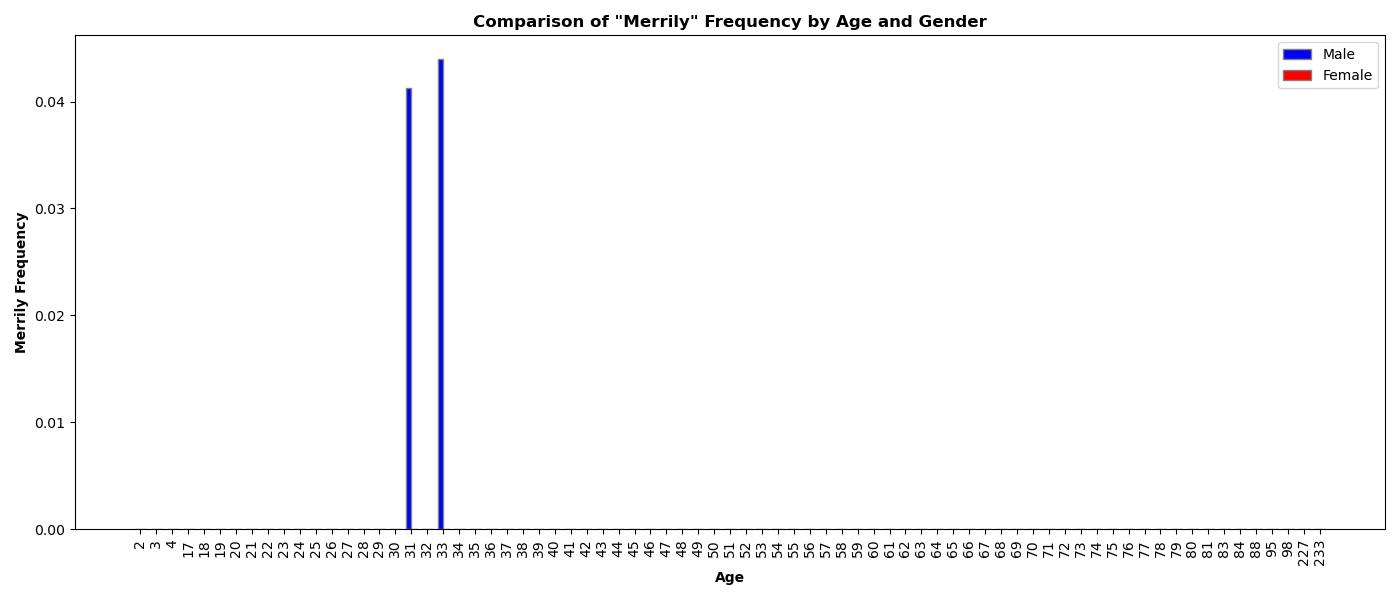 Comparison of "Merrily" Frequency by Age and Gender
Male
Female
0.04
0.03
0.02
0.01
0.00
Merrily Frequency
2 3 4 17 18 19 20 21 22 23 24 25 26 27 28 29 30 31 32 33 34 35 36 37 38 39 40 41 42 43 44 45 46 47 48 49 50 51 52 53 54 55 56 57 58 59 60 61 62 63 64 65 66 67 68 69 70 71 72 73 74 75 76 77 78 79 80 81 83 84 88 95 98 227 233
Age